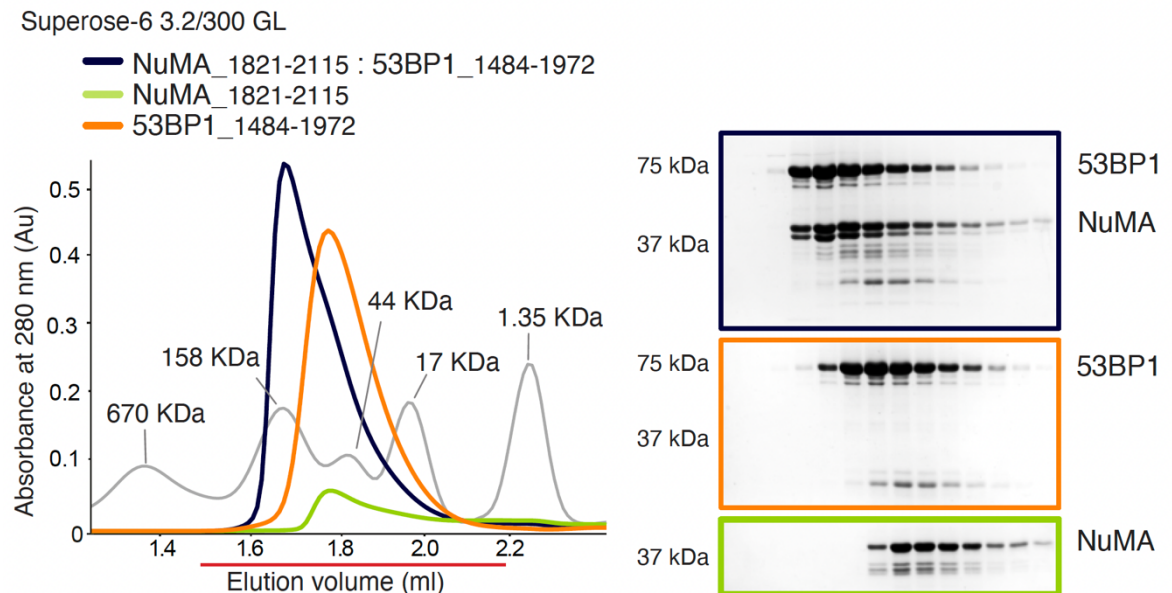 Superose-6 3.2/300 GL
NuMA_1821-2115 : 53BP1_1484-1972
NuMA_1821-2115
53BP1_1484-1972
Absorbance at 280 nm (Au)
0.5
0.4
0.3
0.2
0.1
0
670 KDa
158 KDa
44 KDa
17 KDa
1.35 KDa
1.4
1.6
1.8
2.0
2.2
Elution volume (ml)
75 kDa
53BP1
NuMA
37 kDa
75 kDa
53BP1
37 kDa
37 kDa
NuMA